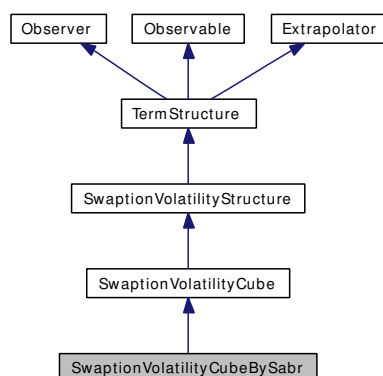 Observer
Observable
Extrapolator
TermStructure
SwaptionVolatilityStructure
SwaptionVolatilityCube
SwaptionVolatilityCubeBySabr